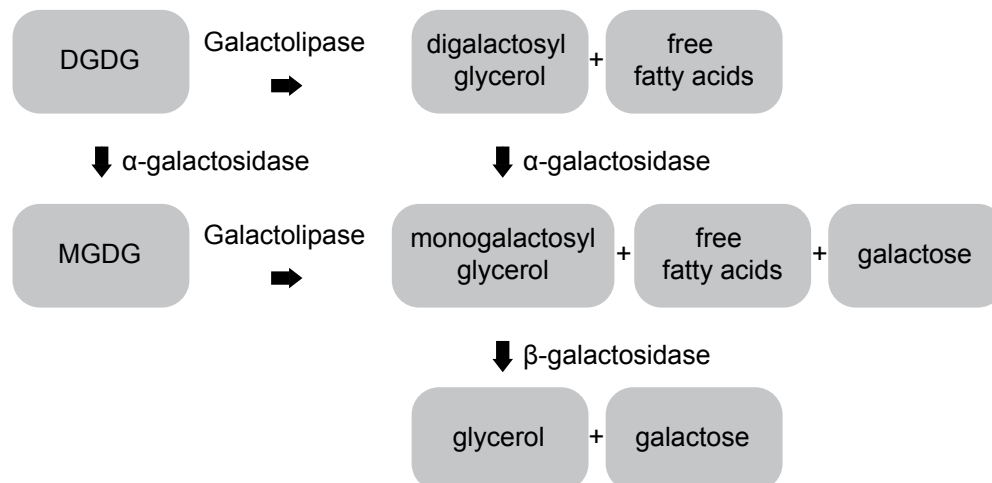 DGDG
Galactolipase
digalactosyl
glycerol
+
free
fatty acids
α-galactosidase
α-galactosidase
MGDG
Galactolipase
monogalactosyl
glycerol
+
free
fatty acids
+
galactose
β-galactosidase
glycerol
+
galactose